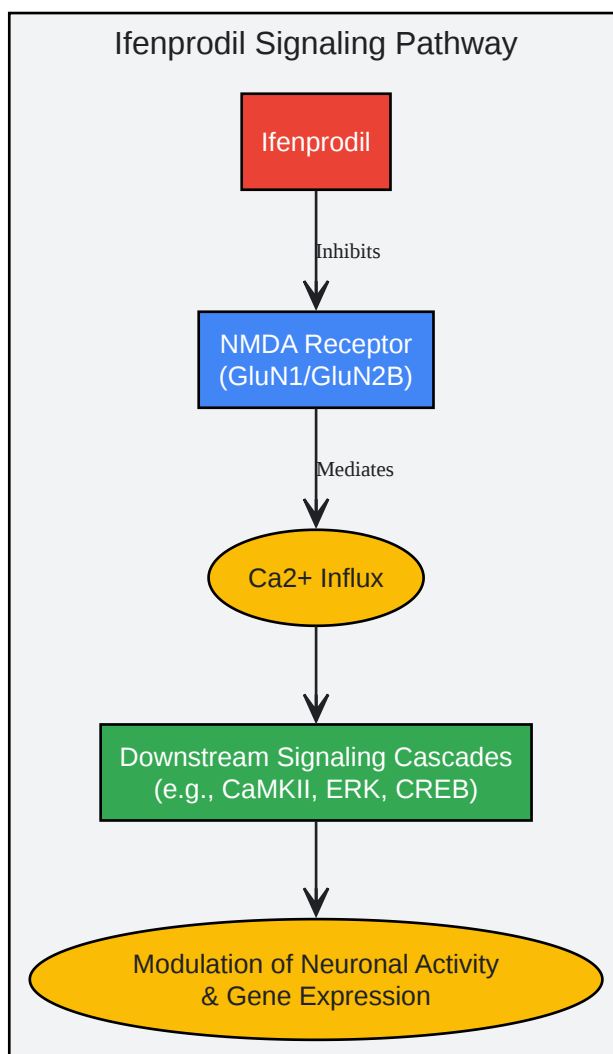 Ifenprodil Signaling Pathway
Ifenprodil
Inhibits
NMDA Receptor
(GluN1/GluN2B)
Mediates
Ca2+ Influx
Downstream Signaling Cascades
(e.g., CaMKII, ERK, CREB)
Modulation of Neuronal Activity
& Gene Expression